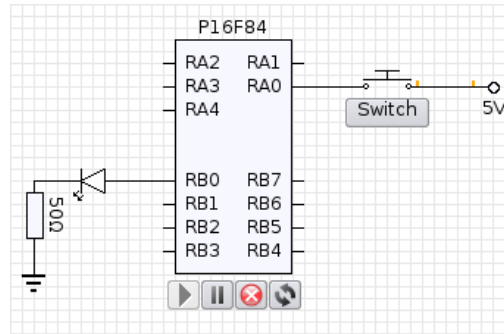 P16F84
RA2 RA1
RA3 RA0
RA4
Switch
5V
RB0 RB7
RB1 RB6
RB2 RB5
RB3 RB4
50Ω